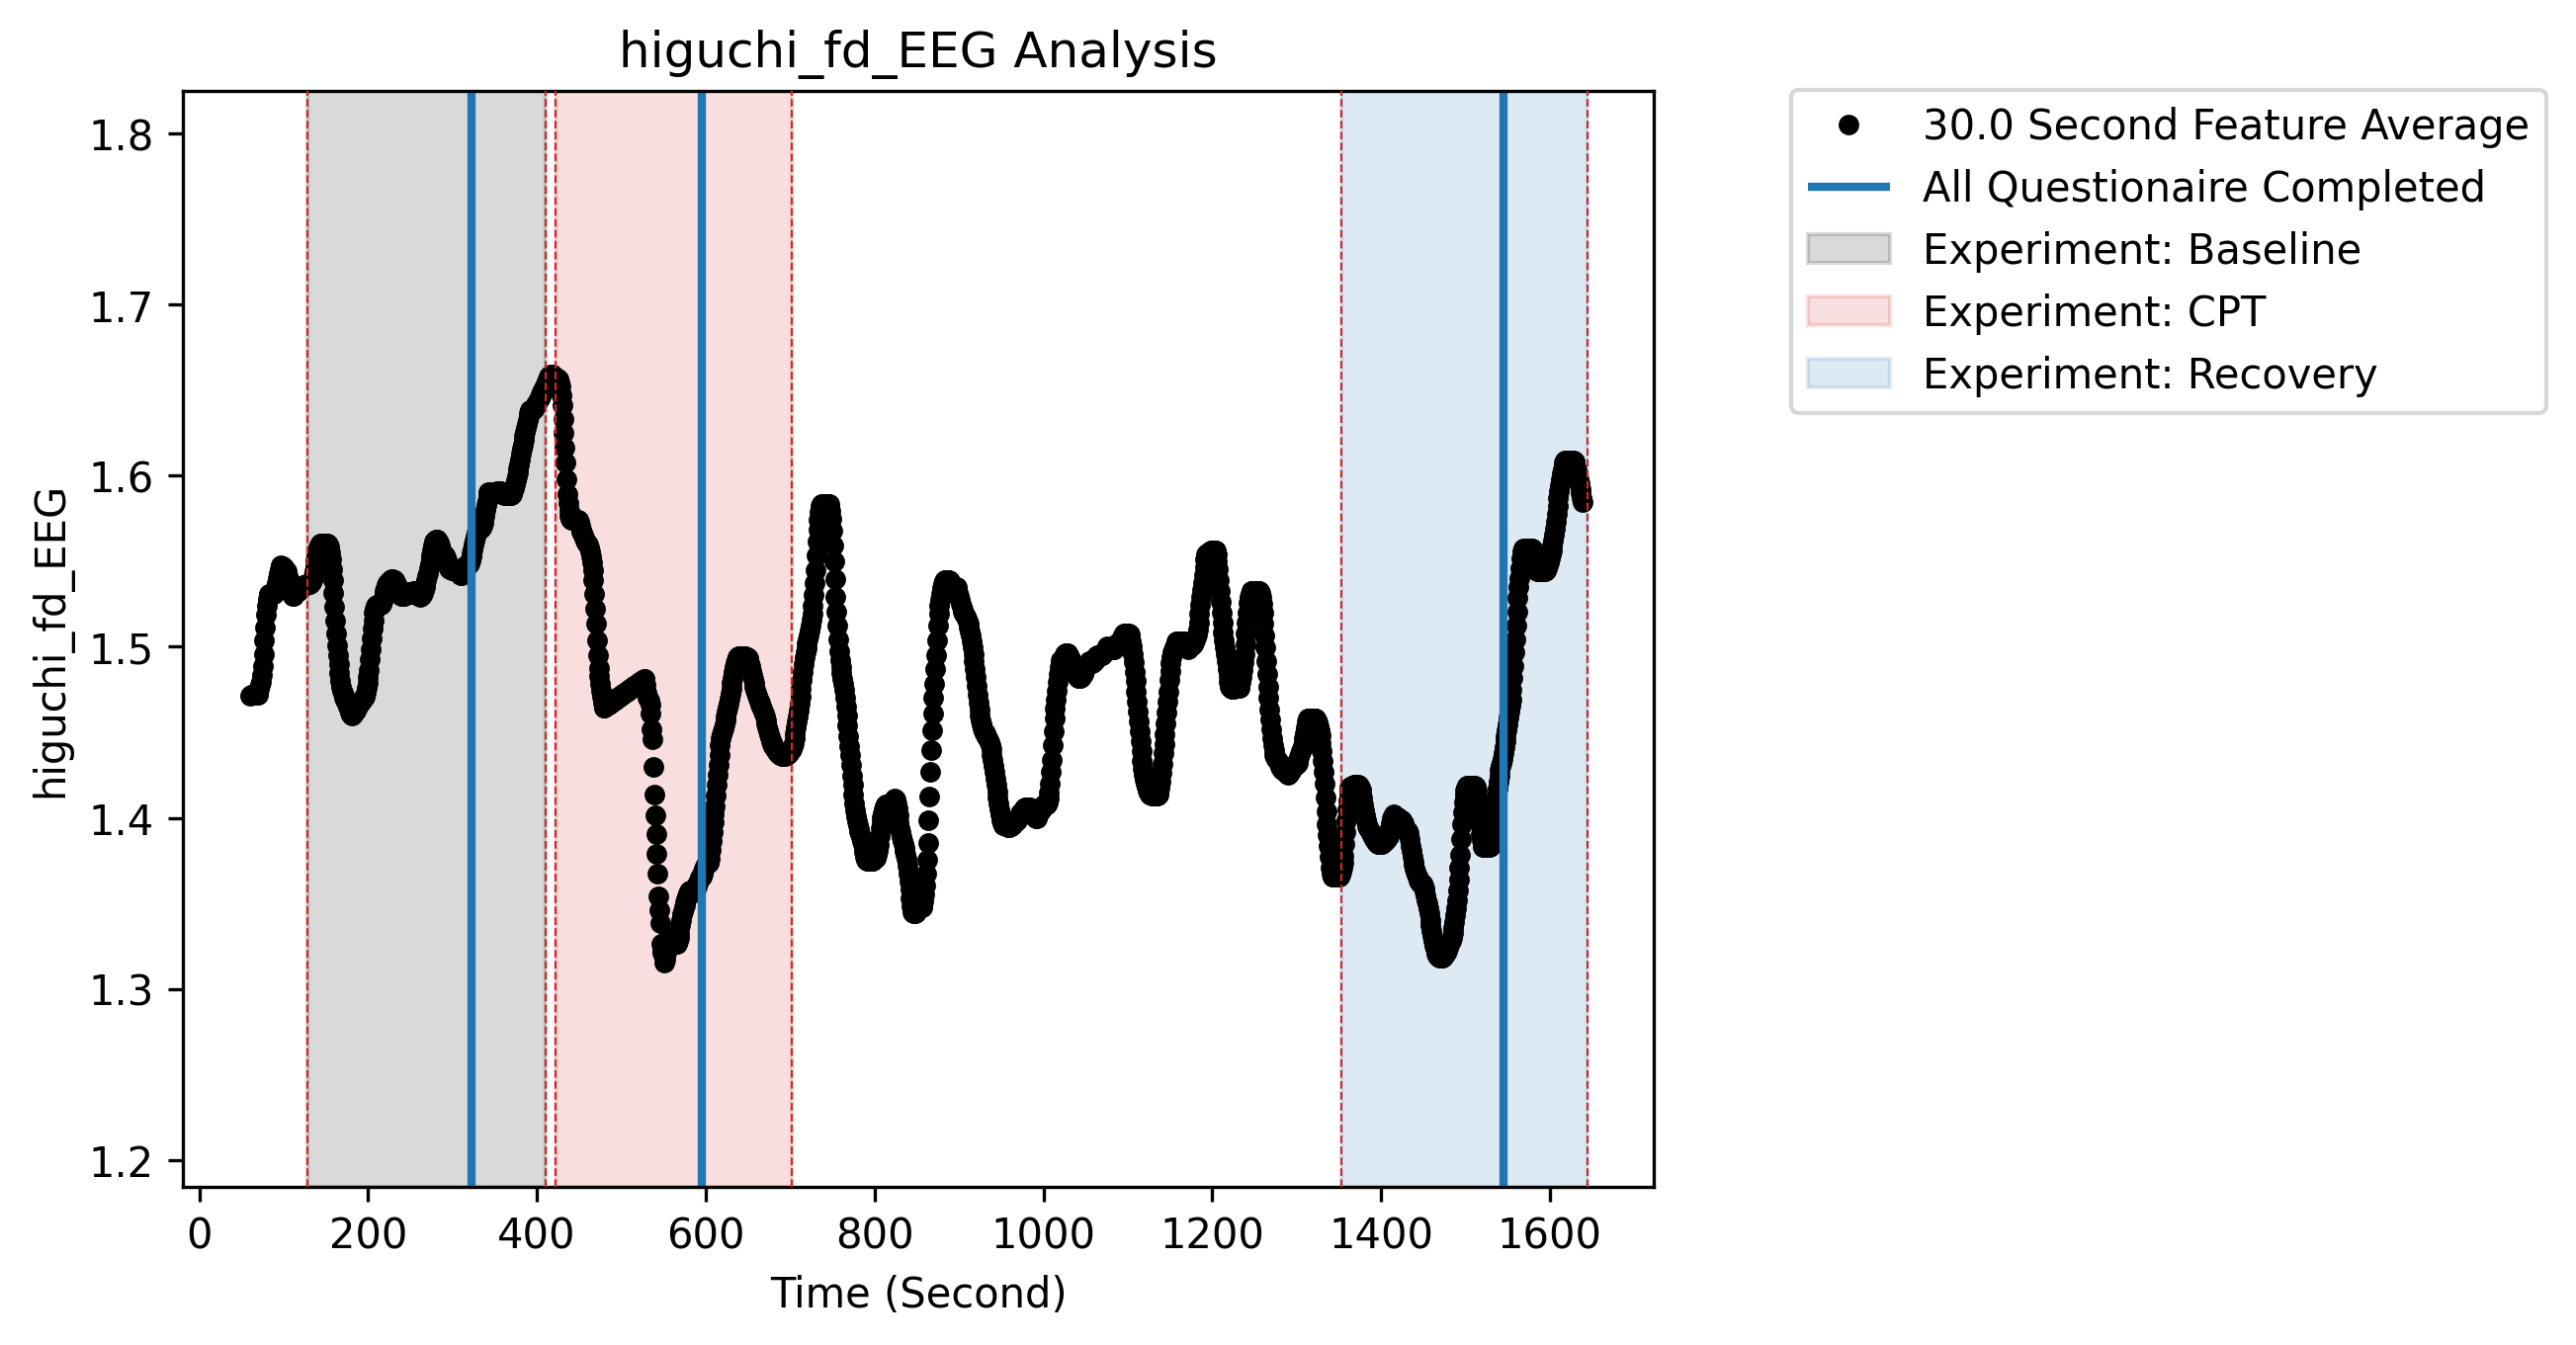 higuchi_fd_EEG Analysis
30.0 Second Feature Average
All Questionaire Completed
Experiment: Baseline
Experiment: CPT
Experiment: Recovery
higuchi_fd_EEG
1.8
1.7
1.6
1.5
1.4
1.3
1.2
0 200 400 600 800 1000 1200 1400 1600
Time (Second)